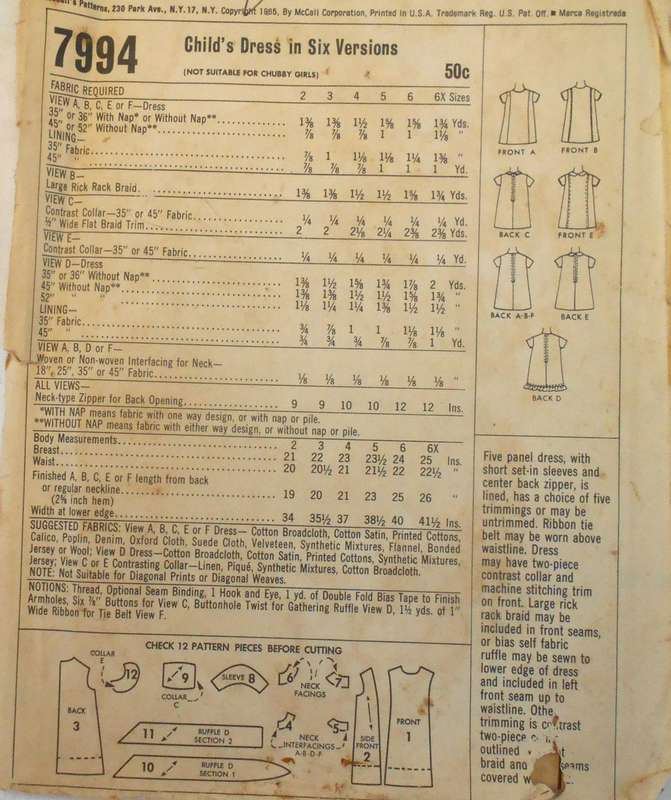 Patterns, 230 Park Ave., N.Y. 17, N.Y. Copyright 1965, By McCall Corporation, Printed in U.S.A. Trademark Reg. U.S. Pat. Off. ■ Marca Registrada
7994 Child's Dress in Six Versions
(NOT SUITABLE FOR CHUBBY GIRLS) 50c
FABRIC REQUIRED 2 3 4 5 6 6X Sizes
VIEW A, B, C, E or F—Dress
35" or 36" With Nap* or Without Nap** 1⅜ 1⅜ 1½ 1⅝ 1⅝ 1¾ Yds.
45" or 52" Without Nap** ⅞ ⅞ ⅞ 1 1 1⅛ "
LINING—
35" Fabric ⅞ 1 1⅛ 1⅛ 1¼ 1⅜ "
45" " ⅞ ⅞ ⅞ 1 1 1 Yd.
VIEW B—
Large Rick Rack Braid 1⅜ 1⅜ 1½ 1½ 1⅝ 1¾ Yds.
VIEW C—
Contrast Collar—35" or 45" Fabric ¼ ¼ ¼ ¼ ¼ ¼ Yd.
½" Wide Flat Braid Trim 2 2 2⅛ 2¼ 2⅜ 2⅜ Yds.
VIEW E—
Contrast Collar—35" or 45" Fabric ¼ ¼ ¼ ¼ ¼ ¼ Yd.
VIEW D—Dress
35" or 36" Without Nap** 1⅜ 1½ 1⅝ 1¾ 1⅞ 2 Yds.
45" Without Nap** 1⅜ 1⅜ 1½ 1½ 1⅝ 1¾ "
52" " " 1⅛ 1¼ 1¼ 1⅜ 1½ 1½ "
LINING—
35" Fabric ¾ ⅞ 1 1 1⅛ 1⅛ "
45" " ¾ ¾ ¾ ⅞ ⅞ 1 Yd.
VIEW A, B, D or F—
Woven or Non-woven Interfacing for Neck—
18", 25", 35" or 45" Fabric ⅛ ⅛ ⅛ ⅛ ⅛ ⅛ "
ALL VIEWS—
Neck-type Zipper for Back Opening 9 9 10 10 12 12 Ins.
*WITH NAP means fabric with one way design, or with nap or pile.
**WITHOUT NAP means fabric with either way design, or without nap or pile.
Body Measurements 2 3 4 5 6 6X
Breast 21 22 23 23½ 24 25 Ins.
Waist 20 20½ 21 21½ 22 22½ "
Finished A, B, C, E or F length from back
or regular neckline 19 20 21 23 25 26 "
(2⅝ inch hem)
Width at lower edge 34 35½ 37 38½ 40 41½ Ins.
SUGGESTED FABRICS: View A, B, C, E or F Dress— Cotton Broadcloth, Cotton Satin, Printed Cottons,
Calico, Poplin, Denim, Oxford Cloth, Suede Cloth, Velveteen, Synthetic Mixtures, Flannel, Bonded
Jersey or Wool; View D Dress—Cotton Broadcloth, Cotton Satin, Printed Cottons, Synthetic Mixtures,
Jersey; View C or E Contrasting Collar—Linen, Piqué, Synthetic Mixtures, Cotton Broadcloth.
NOTE: Not Suitable for Diagonal Prints or Diagonal Weaves.
NOTIONS: Thread, Optional Seam Binding, 1 Hook and Eye, 1 yd. of Double Fold Bias Tape to Finish
Armholes, Six ⅞" Buttons for View C, Buttonhole Twist for Gathering Ruffle View D, 1½ yds. of 1"
Wide Ribbon for Tie Belt View F.
FRONT A
FRONT B
BACK C
FRONT E
BACK A-B-F
BACK E
BACK D
Five panel dress, with
short set-in sleeves and
center back zipper, is
lined, has a choice of five
trimmings or may be
untrimmed. Ribbon tie
belt may be worn above
waistline. Dress
may have two-piece
contrast collar and
machine stitching trim
on front. Large rick
rack braid may be
included in front seams,
or bias self fabric
ruffle may be sewn to
lower edge of dress
and included in left
front seam up to
waistline. Othe
trimming is contrast
two-piece
outlined
braid and seams
covered
CHECK 12 PATTERN PIECES BEFORE CUTTING
COLLAR E
12
9
COLLAR C
SLEEVE 8
6
NECK FACINGS
7
BACK 3
11 RUFFLE D SECTION 2
10 RUFFLE D SECTION 1
4
NECK INTERFACINGS A-B-D-F
5
SIDE FRONT 2
FRONT 1